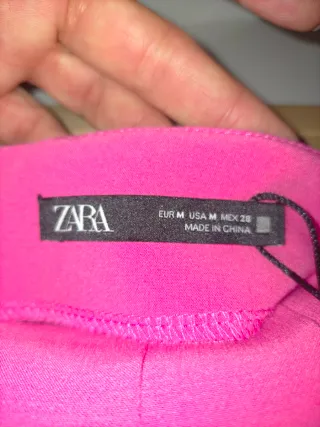 ZARA
EUR M USA M MEX 28
MADE IN CHINA